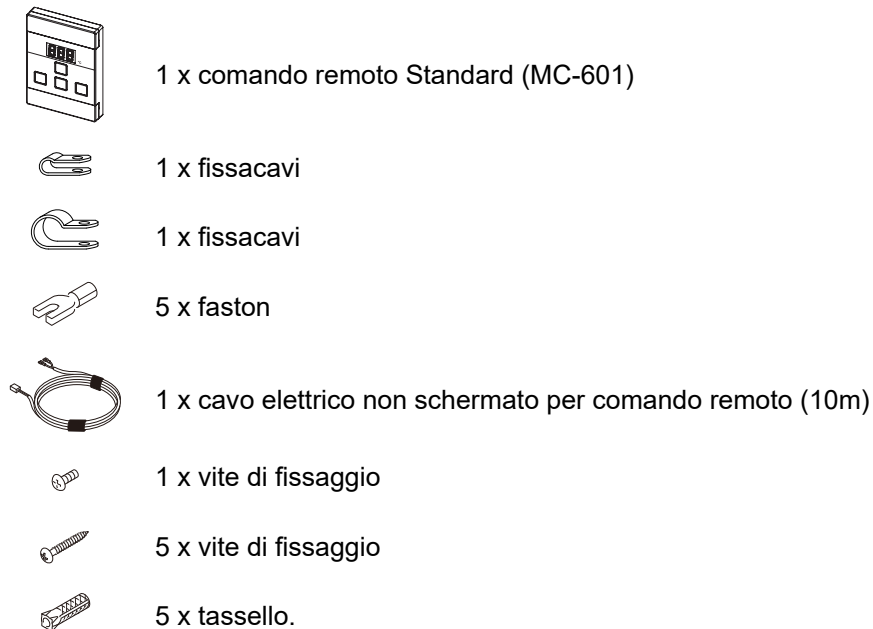 1 x comando remoto Standard (MC-601)
1 x fissacavi
1 x fissacavi
5 x faston
1 x cavo elettrico non schermato per comando remoto (10m)
1 x vite di fissaggio
5 x vite di fissaggio
5 x tassello.